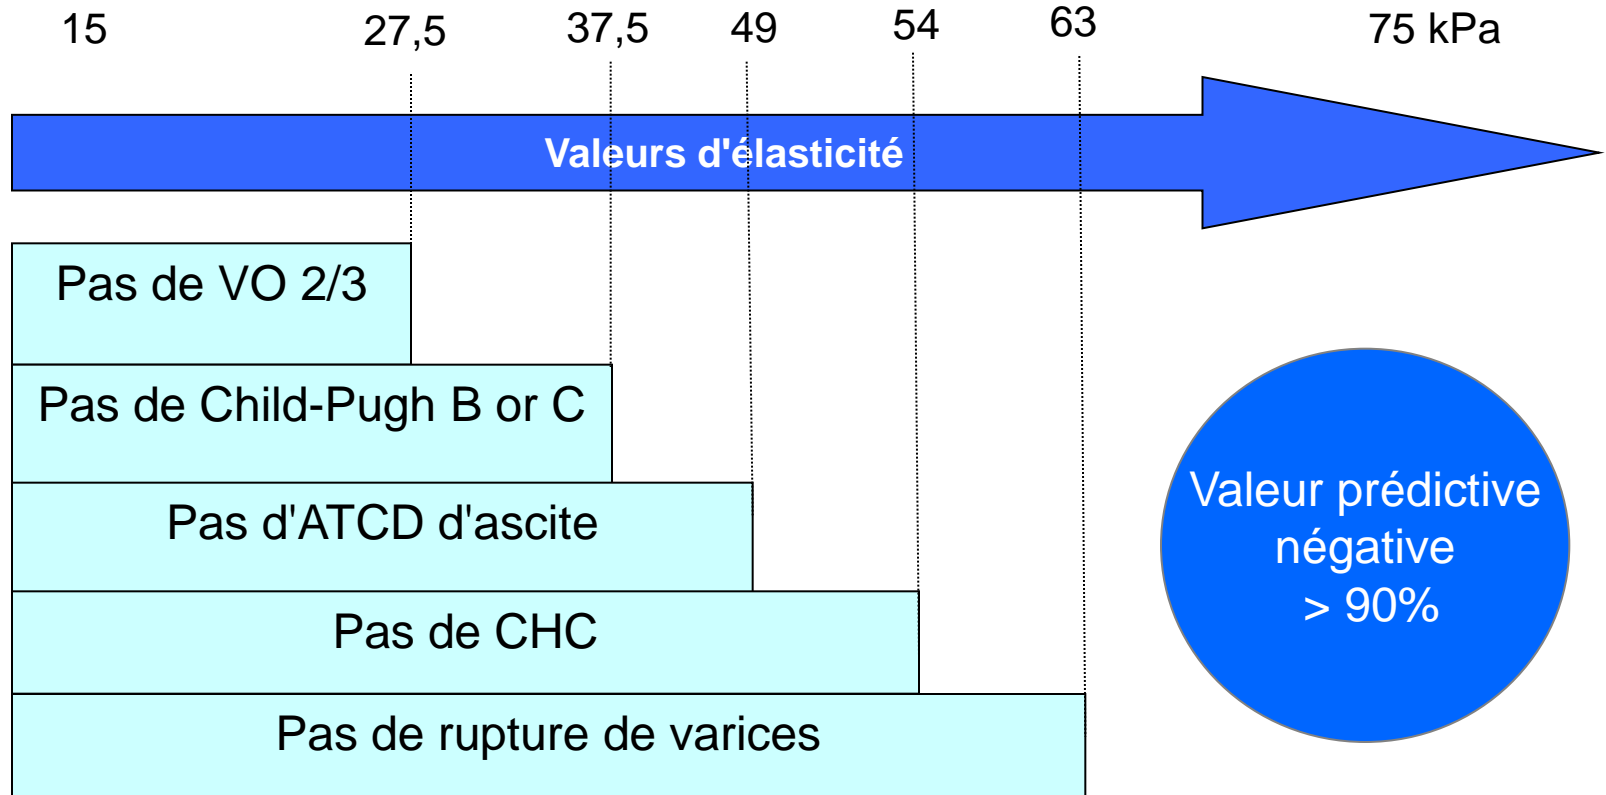 15 27,5 37,5 49 54 63 75 kPa
Valeurs d'élasticité
Pas de VO 2/3
Pas de Child-Pugh B or C
Pas d'ATCD d'ascite
Pas de CHC
Pas de rupture de varices
Valeur prédictive
négative
> 90%